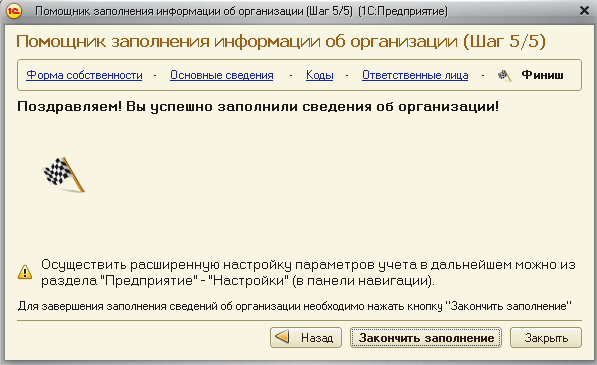 1С Помощник заполнения информации об организации (Шаг 5/5) (1С:Предприятие)
Помощник заполнения информации об организации (Шаг 5/5)
Форма собственности - Основные сведения - Коды - Ответственные лица - Финиш
Поздравляем! Вы успешно заполнили сведения об организации!
Осуществить расширенную настройку параметров учета в дальнейшем можно из
раздела "Предприятие" - "Настройки" (в панели навигации).
Для завершения заполнения сведений об организации необходимо нажать кнопку "Закончить заполнение"
Назад Закончить заполнение Закрыть